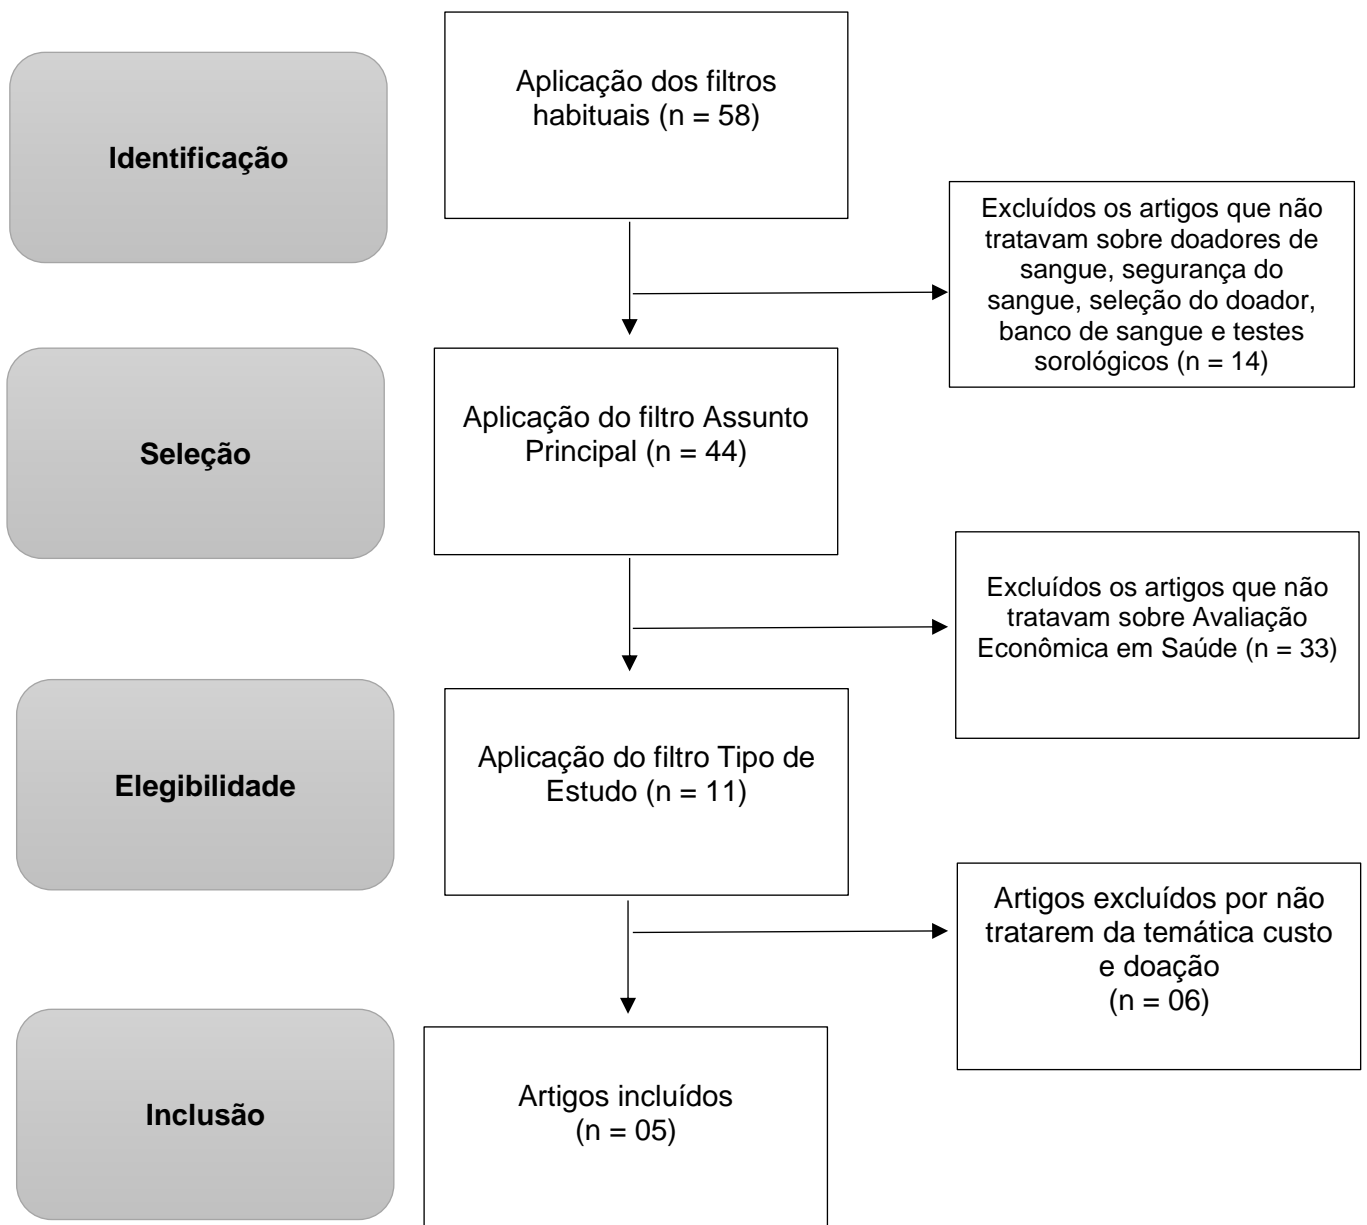 Identificação
Aplicação dos filtros
habituais (n = 58)
Excluídos os artigos que não
tratavam sobre doadores de
sangue, segurança do
sangue, seleção do doador,
banco de sangue e testes
sorológicos (n = 14)
Seleção
Aplicação do filtro Assunto
Principal (n = 44)
Excluídos os artigos que não
tratavam sobre Avaliação
Econômica em Saúde (n = 33)
Elegibilidade
Aplicação do filtro Tipo de
Estudo (n = 11)
Artigos excluídos por não
tratarem da temática custo
e doação
(n = 06)
Inclusão
Artigos incluídos
(n = 05)